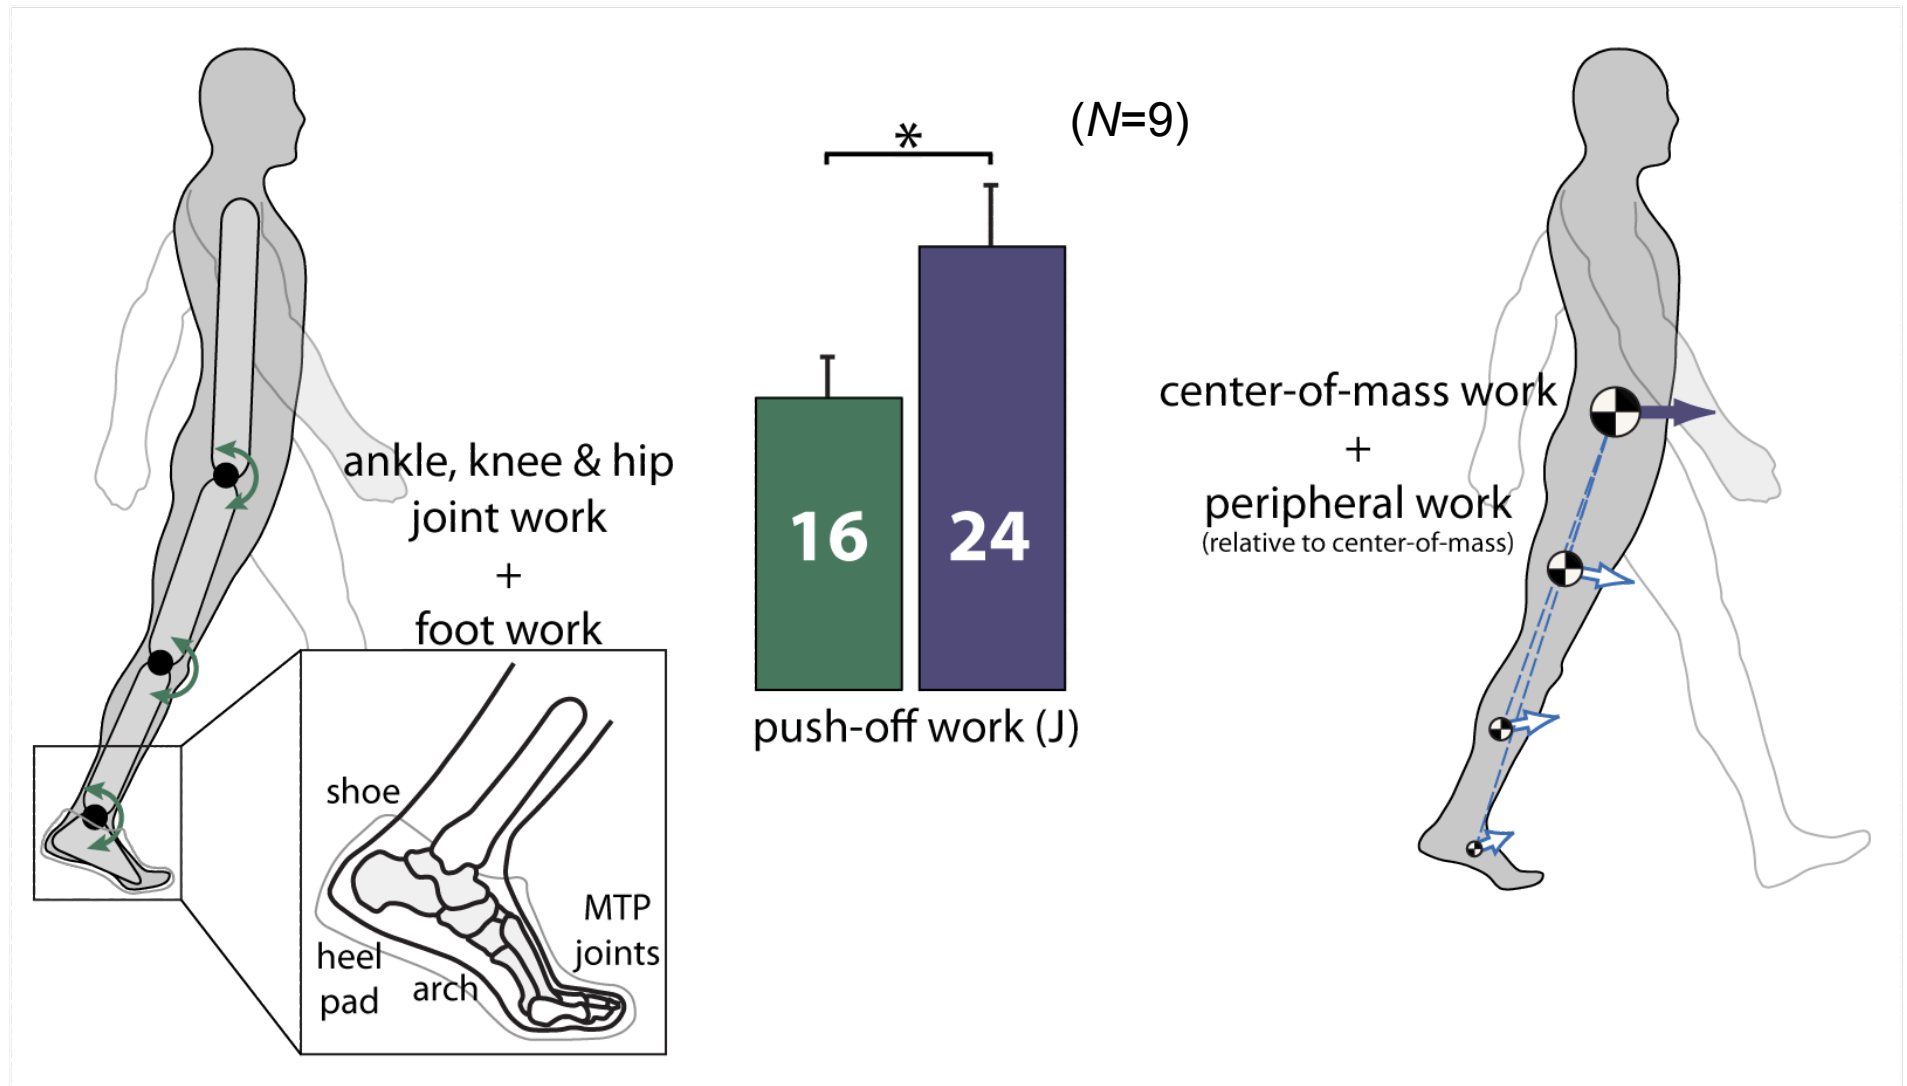 (N=9)
*
ankle, knee & hip
joint work
+
foot work
16
24
push-off work (J)
center-of-mass work
+
peripheral work
(relative to center-of-mass)
shoe
heel
pad
arch
MTP
joints